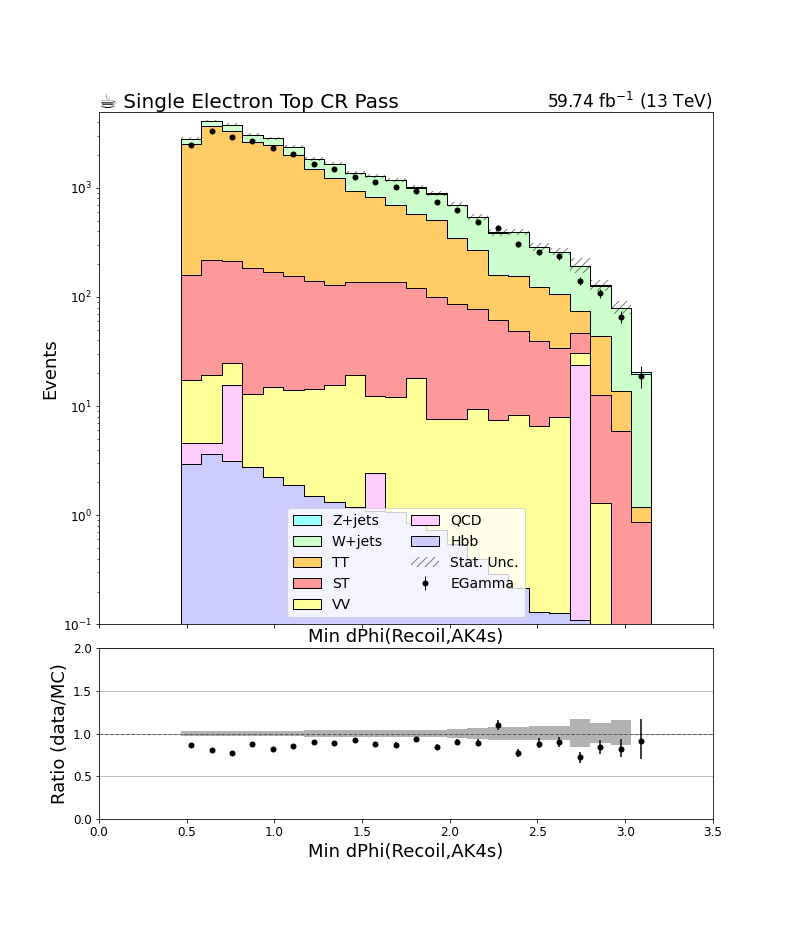 ☕ Single Electron Top CR Pass
59.74 fb⁻¹ (13 TeV)
Events
10³
10²
10¹
10⁰
10⁻¹
Z+jets
W+jets
TT
ST
VV
QCD
Hbb
Stat. Unc.
EGamma
Min dPhi(Recoil,AK4s)
Ratio (data/MC)
2.0
1.5
1.0
0.5
0.0
0.0 0.5 1.0 1.5 2.0 2.5 3.0 3.5
Min dPhi(Recoil,AK4s)